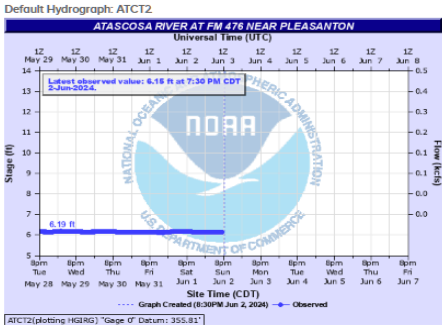 Default Hydrograph: ATCT2
ATASCOSA RIVER AT FM 476 NEAR PLEASANTON
Universal Time (UTC)
1Z 1Z 1Z 1Z 1Z 1Z 1Z 1Z 1Z 1Z 1Z
May 29 May 30 May 31 Jun 1 Jun 2 Jun 3 Jun 4 Jun 5 Jun 6 Jun 7 Jun 8
Latest observed value: 6.15 ft at 7:30 PM CDT
2-Jun-2024.
NATIONAL OCEANIC AND ATMOSPHERIC ADMINISTRATION
NOAA
U.S. DEPARTMENT OF COMMERCE
Stage (ft)
14
13
12
11
10
9
8
7
6
5
Flow (kcfs)
0.5
0.4
0.3
0.2
0.2
0.1
0.0
6.19 ft
8pm 8pm 8pm 8pm 8pm 8pm 8pm 8pm 8pm 8pm 8pm
Tue Wed Thu Fri Sat Sun Mon Tue Wed Thu Fri
May 28 May 29 May 30 May 31 Jun 1 Jun 2 Jun 3 Jun 4 Jun 5 Jun 6 Jun 7
Site Time (CDT)
Graph Created (8:30PM Jun 2, 2024) Observed
ATCT2(plotting HGIRG) "Gage 0" Datum: 355.81'